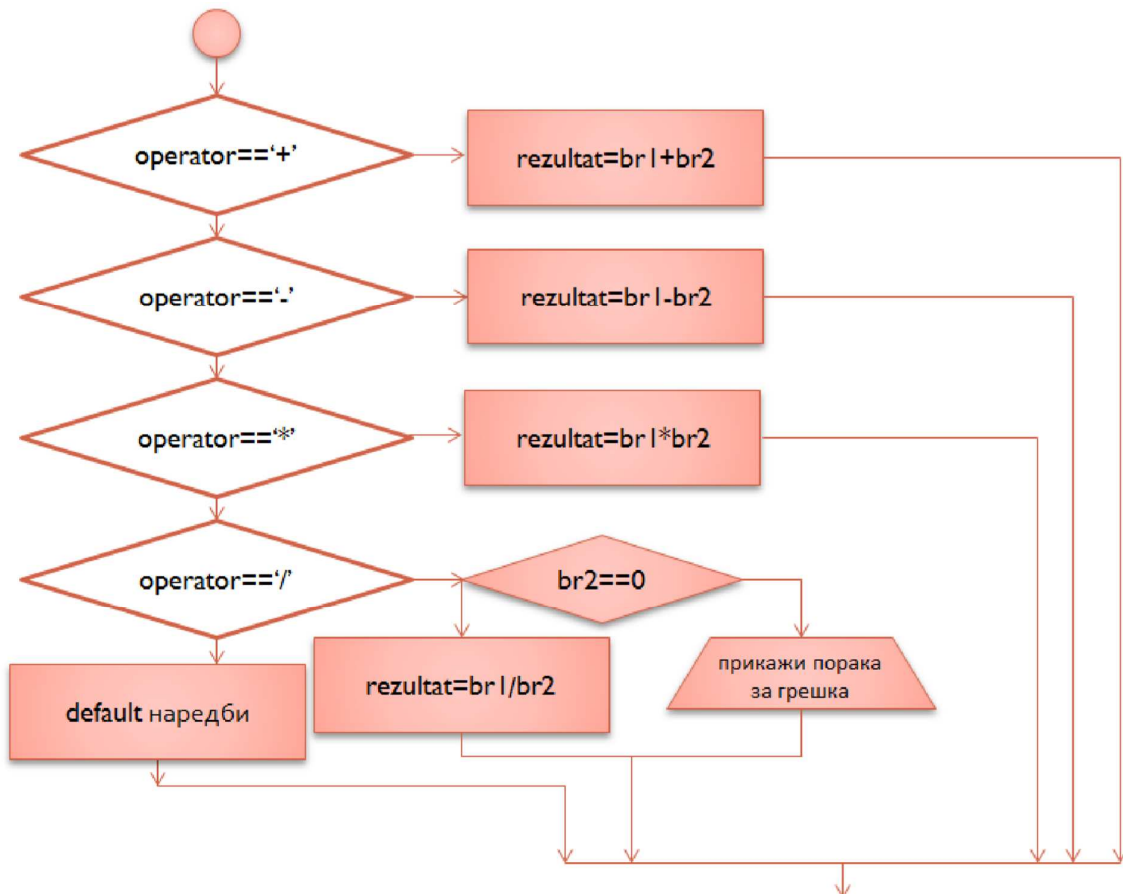 operator==‘+’
rezultat=br1+br2
operator==‘-’
rezultat=br1-br2
operator==‘*’
rezultat=br1*br2
operator==‘/’
br2==0
default наредби
rezultat=br1/br2
прикажи порака
за грешка